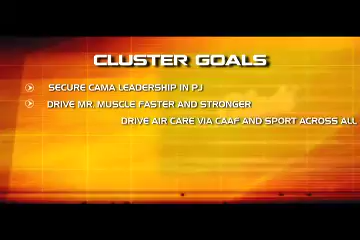 CLUSTER GOALS
SECURE CAMA LEADERSHIP IN PJ
DRIVE MR. MUSCLE FASTER AND STRONGER
DRIVE AIR CARE VIA CAAF AND SPORT ACROSS ALL